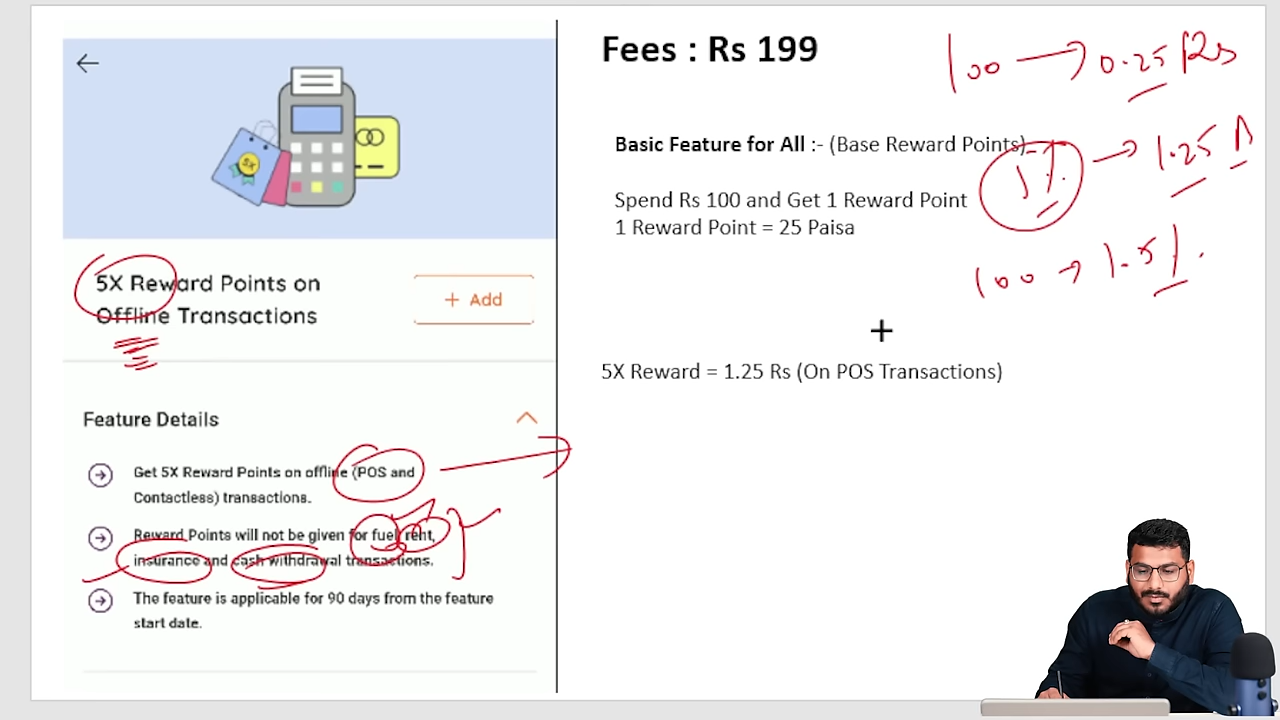 5X
5X Reward Points on
Offline Transactions
+ Add
Feature Details
Get 5X Reward Points on offline (POS and
Contactless) transactions.
Reward Points will not be given for fuel, rent,
insurance and cash withdrawal transactions.
The feature is applicable for 90 days from the feature
start date.
Fees : Rs 199
Basic Feature for All :- (Base Reward Points)
Spend Rs 100 and Get 1 Reward Point
1 Reward Point = 25 Paisa
+
5X Reward = 1.25 Rs (On POS Transactions)
100 → 0.25 Rs
1.25
100 → 1.5%